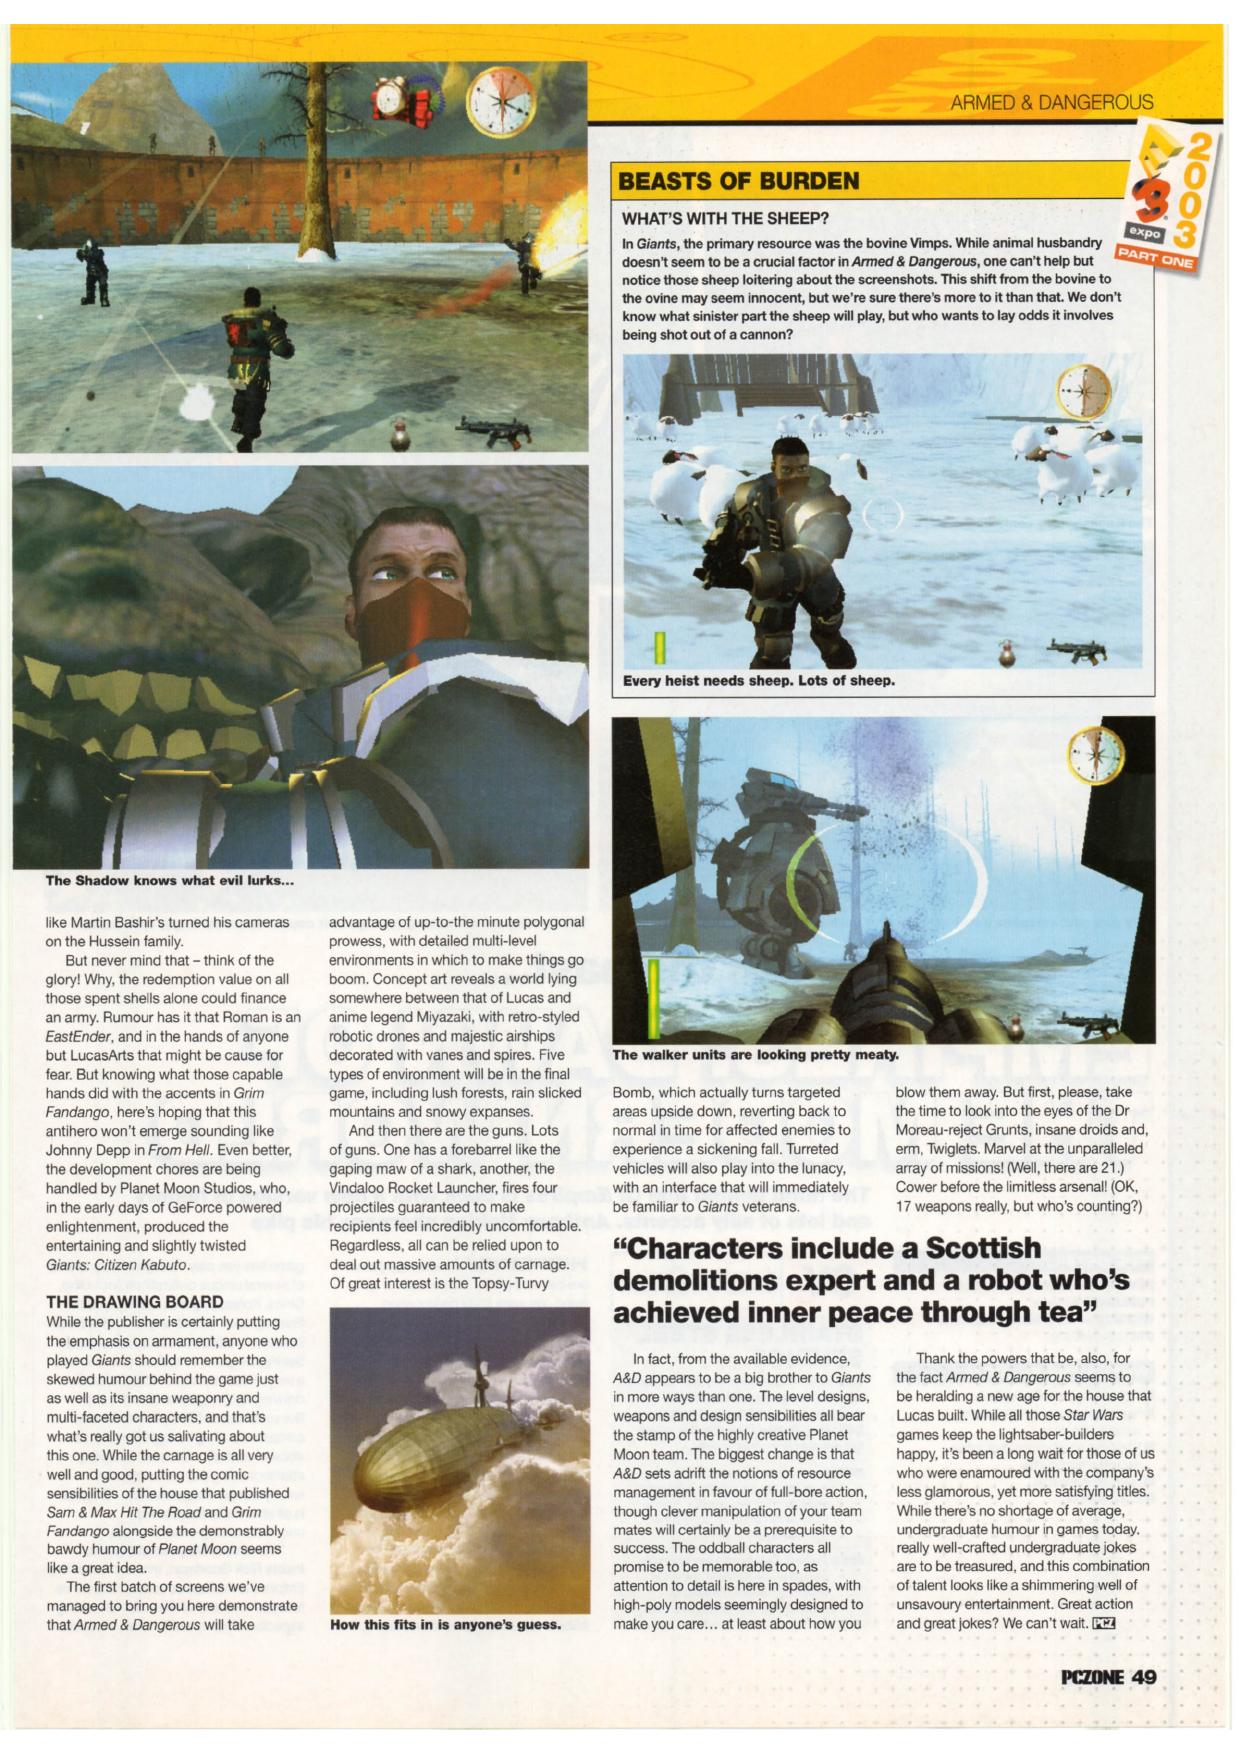 ARMED & DANGEROUS
E3
expo
2003
PART ONE
BEASTS OF BURDEN
WHAT'S WITH THE SHEEP?
In Giants, the primary resource was the bovine Vimps. While animal husbandry
doesn't seem to be a crucial factor in Armed & Dangerous, one can't help but
notice those sheep loitering about the screenshots. This shift from the bovine to
the ovine may seem innocent, but we're sure there's more to it than that. We don't
know what sinister part the sheep will play, but who wants to lay odds it involves
being shot out of a cannon?
Every heist needs sheep. Lots of sheep.
The Shadow knows what evil lurks...
The walker units are looking pretty meaty.
like Martin Bashir's turned his cameras
on the Hussein family.
But never mind that – think of the
glory! Why, the redemption value on all
those spent shells alone could finance
an army. Rumour has it that Roman is an
EastEnder, and in the hands of anyone
but LucasArts that might be cause for
fear. But knowing what those capable
hands did with the accents in Grim
Fandango, here's hoping that this
antihero won't emerge sounding like
Johnny Depp in From Hell. Even better,
the development chores are being
handled by Planet Moon Studios, who,
in the early days of GeForce powered
enlightenment, produced the
entertaining and slightly twisted
Giants: Citizen Kabuto.
THE DRAWING BOARD
While the publisher is certainly putting
the emphasis on armament, anyone who
played Giants should remember the
skewed humour behind the game just
as well as its insane weaponry and
multi-faceted characters, and that's
what's really got us salivating about
this one. While the carnage is all very
well and good, putting the comic
sensibilities of the house that published
Sam & Max Hit The Road and Grim
Fandango alongside the demonstrably
bawdy humour of Planet Moon seems
like a great idea.
The first batch of screens we've
managed to bring you here demonstrate
that Armed & Dangerous will take
advantage of up-to-the minute polygonal
prowess, with detailed multi-level
environments in which to make things go
boom. Concept art reveals a world lying
somewhere between that of Lucas and
anime legend Miyazaki, with retro-styled
robotic drones and majestic airships
decorated with vanes and spires. Five
types of environment will be in the final
game, including lush forests, rain slicked
mountains and snowy expanses.
And then there are the guns. Lots
of guns. One has a forebarrel like the
gaping maw of a shark, another, the
Vindaloo Rocket Launcher, fires four
projectiles guaranteed to make
recipients feel incredibly uncomfortable.
Regardless, all can be relied upon to
deal out massive amounts of carnage.
Of great interest is the Topsy-Turvy
How this fits in is anyone's guess.
Bomb, which actually turns targeted
areas upside down, reverting back to
normal in time for affected enemies to
experience a sickening fall. Turreted
vehicles will also play into the lunacy,
with an interface that will immediately
be familiar to Giants veterans.
blow them away. But first, please, take
the time to look into the eyes of the Dr
Moreau-reject Grunts, insane droids and,
erm, Twiglets. Marvel at the unparalleled
array of missions! (Well, there are 21.)
Cower before the limitless arsenal! (OK,
17 weapons really, but who's counting?)
"Characters include a Scottish
demolitions expert and a robot who's
achieved inner peace through tea"
In fact, from the available evidence,
A&D appears to be a big brother to Giants
in more ways than one. The level designs,
weapons and design sensibilities all bear
the stamp of the highly creative Planet
Moon team. The biggest change is that
A&D sets adrift the notions of resource
management in favour of full-bore action,
though clever manipulation of your team
mates will certainly be a prerequisite to
success. The oddball characters all
promise to be memorable too, as
attention to detail is here in spades, with
high-poly models seemingly designed to
make you care... at least about how you
Thank the powers that be, also, for
the fact Armed & Dangerous seems to
be heralding a new age for the house that
Lucas built. While all those Star Wars
games keep the lightsaber-builders
happy, it's been a long wait for those of us
who were enamoured with the company's
less glamorous, yet more satisfying titles.
While there's no shortage of average,
undergraduate humour in games today,
really well-crafted undergraduate jokes
are to be treasured, and this combination
of talent looks like a shimmering well of
unsavoury entertainment. Great action
and great jokes? We can't wait. PCZ
PCZONE 49